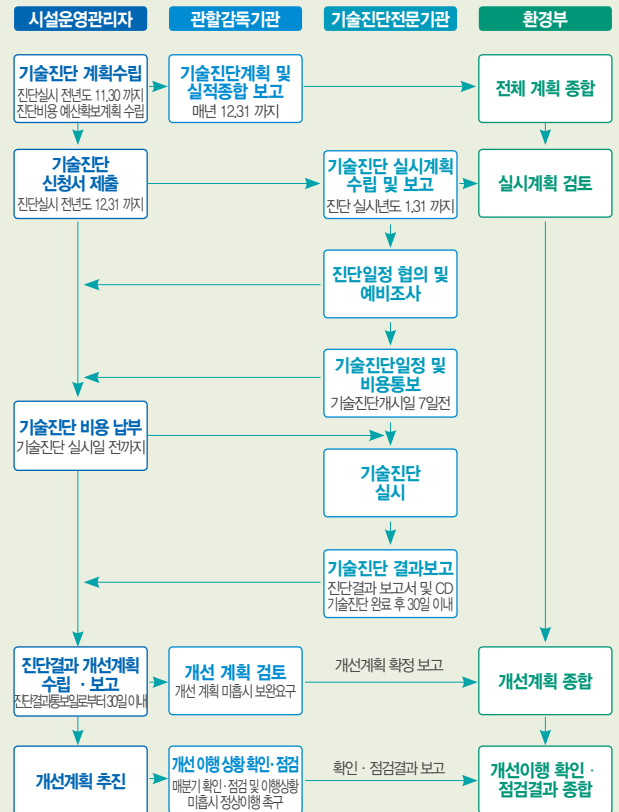 시설운영관리자
관할감독기관
기술진단전문기관
환경부
기술진단 계획수립
진단실시 전년도 11.30 까지
진단비용 예산확보계획 수립
기술진단계획 및
실적종합 보고
매년 12.31 까지
전체 계획 종합
기술진단
신청서 제출
진단실시 전년도 12.31 까지
기술진단 실시계획
수립 및 보고
진단 실시년도 1.31 까지
실시계획 검토
진단일정 협의 및
예비조사
기술진단일정 및
비용통보
기술진단개시일 7일전
기술진단 비용 납부
기술진단 실시일 전까지
기술진단
실시
기술진단 결과보고
진단결과 보고서 및 CD
기술진단 완료 후 30일 이내
진단결과 개선계획
수립 · 보고
진단결과통보일로부터30일이내
개선 계획 검토
개선 계획 미흡시 보완요구
개선계획 확정 보고
개선계획 종합
개선계획 추진
개선 이행 상황 확인·점검
매분기 확인·점검 및 이행상황
미흡시 정상이행 촉구
확인 · 점검결과 보고
개선이행 확인 ·
점검결과 종합